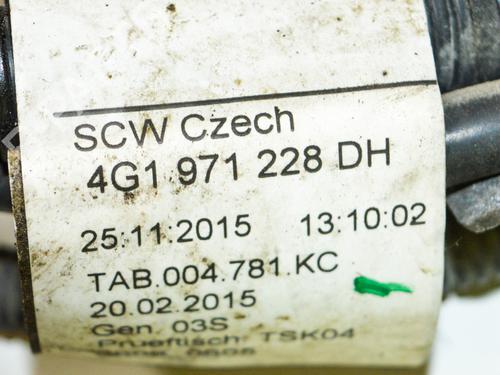 SCW Czech
4G1 971 228 DH
25.11.2015 13:10:02
TAB.004.781.KC
20.02.2015
Gen. 03S
Prueftisch: TSK04